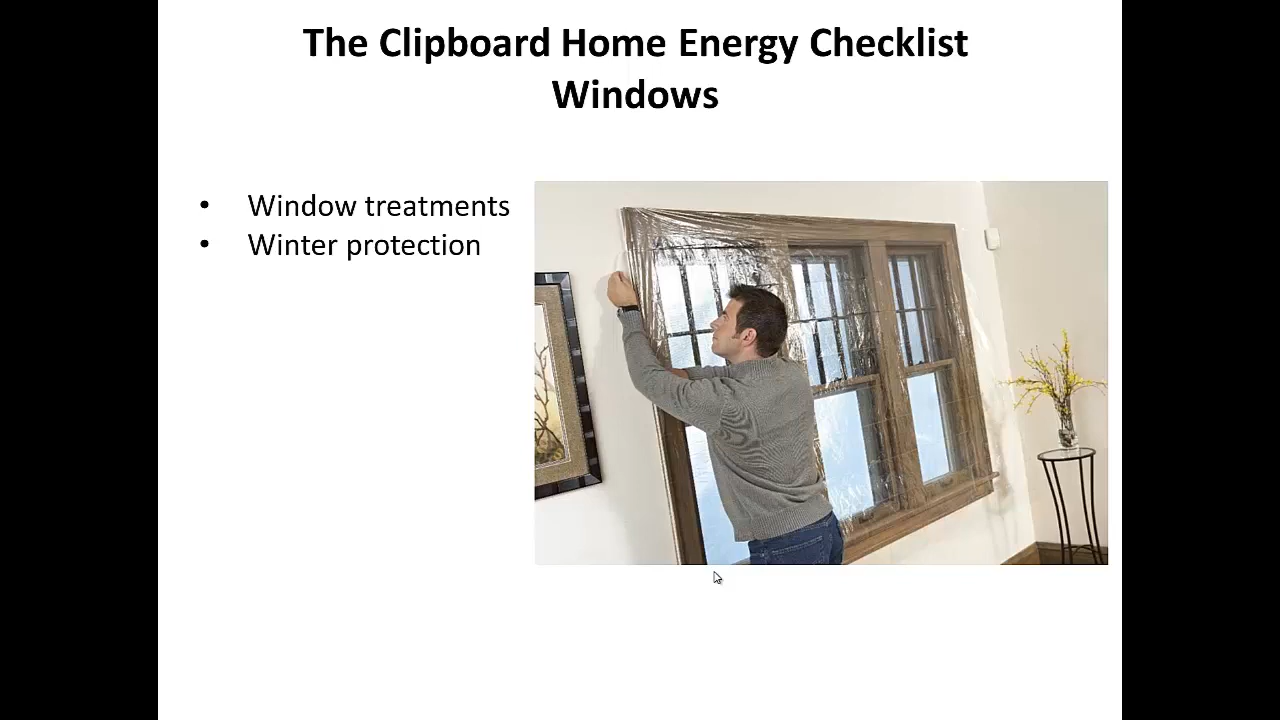 The Clipboard Home Energy Checklist
Windows
• Window treatments
• Winter protection